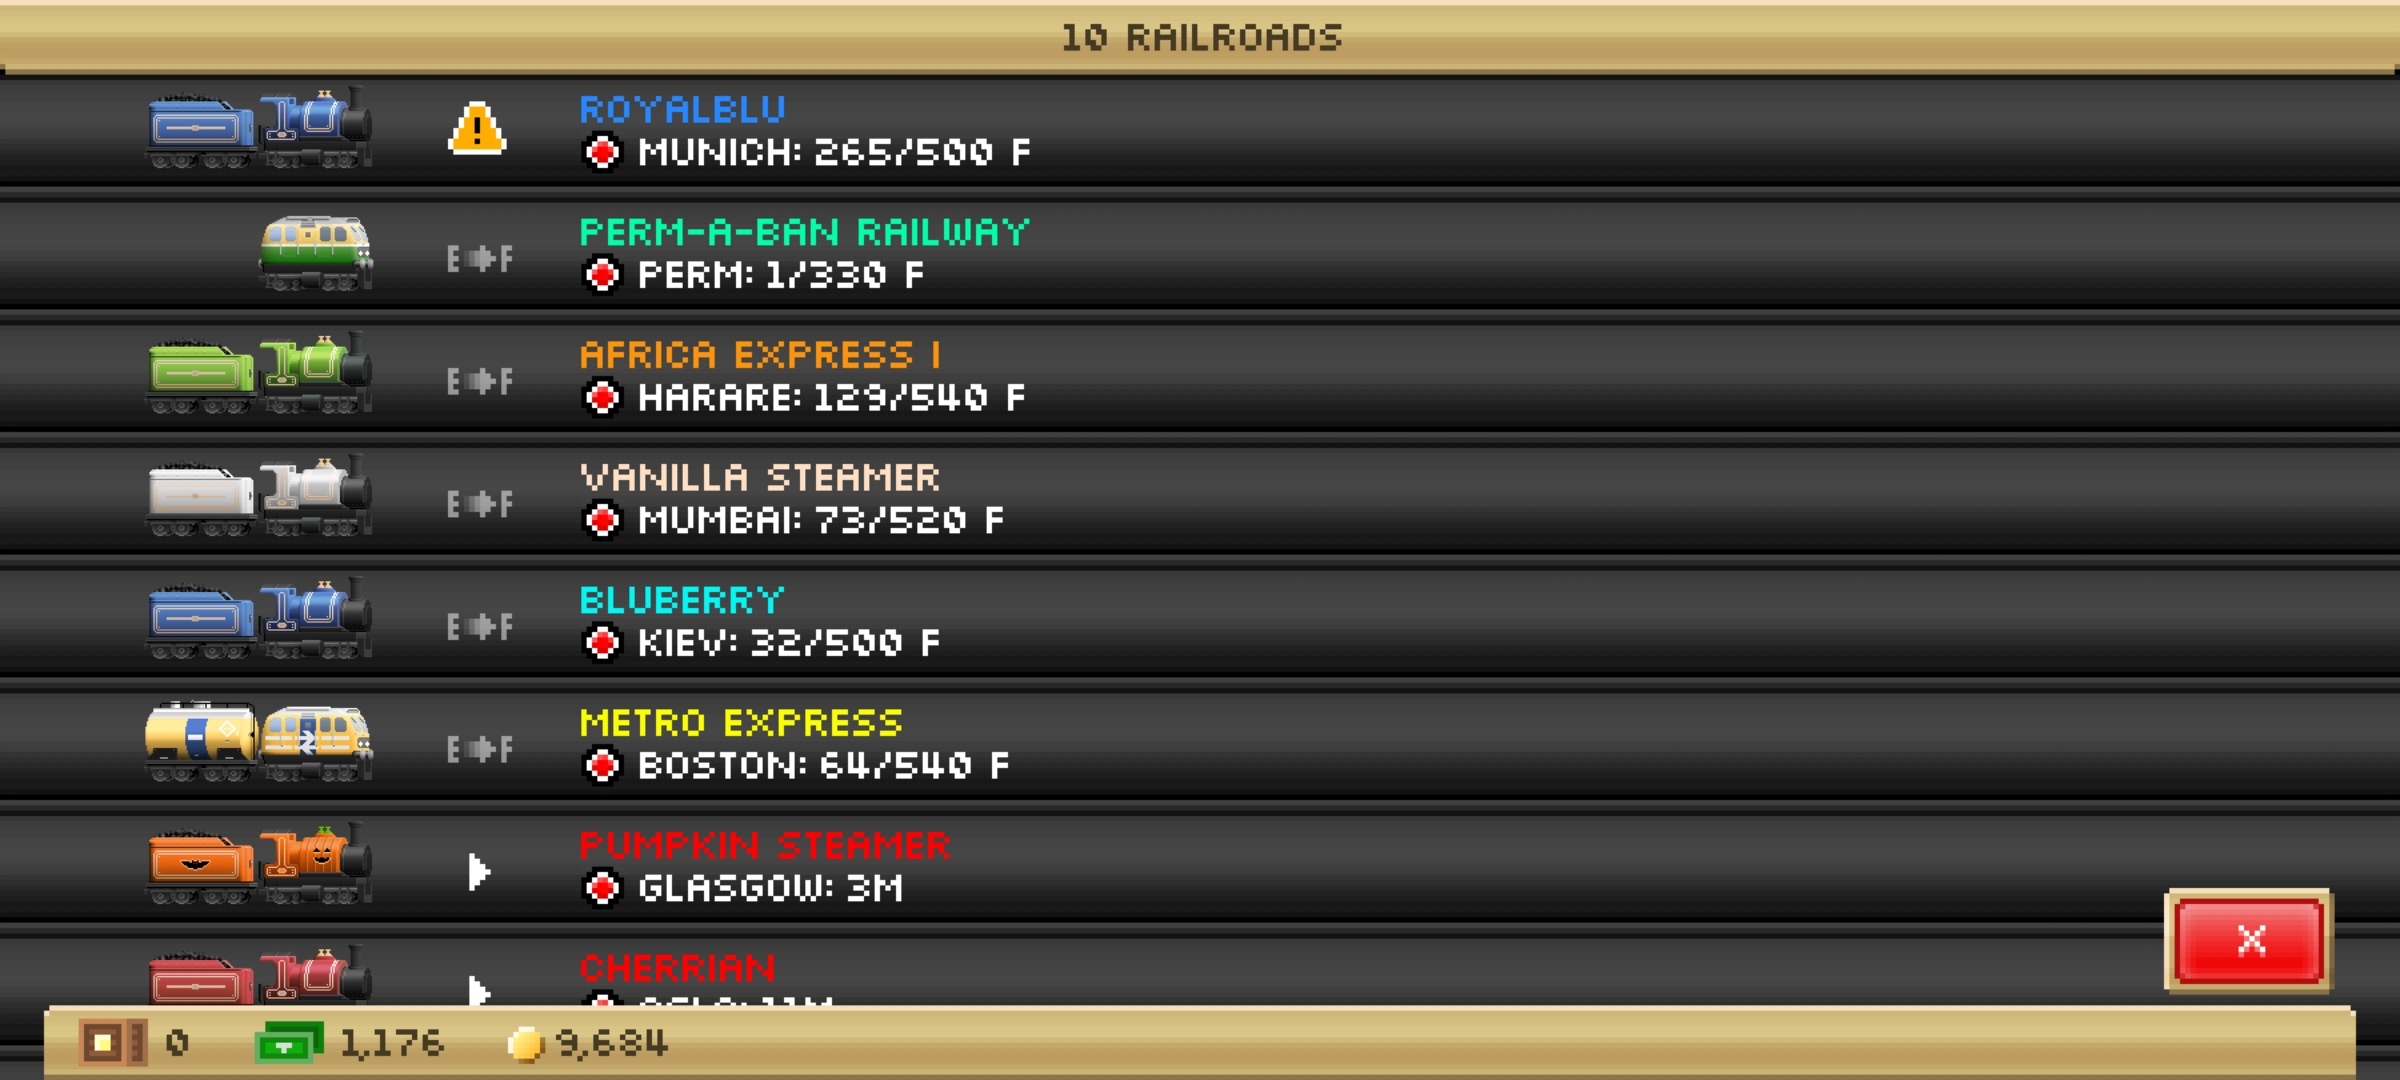 10 RAILROADS
ROYALBLU
MUNICH: 265/500 F
PERM-A-BAN RAILWAY
E F PERM: 1/330 F
AFRICA EXPRESS I
E F HARARE: 129/540 F
VANILLA STEAMER
E F MUMBAI: 73/520 F
BLUBERRY
E F KIEV: 32/500 F
METRO EXPRESS
E F BOSTON: 64/540 F
PUMPKIN STEAMER
GLASGOW: 3M
CHERRIAN
X
0 1,176 9,684